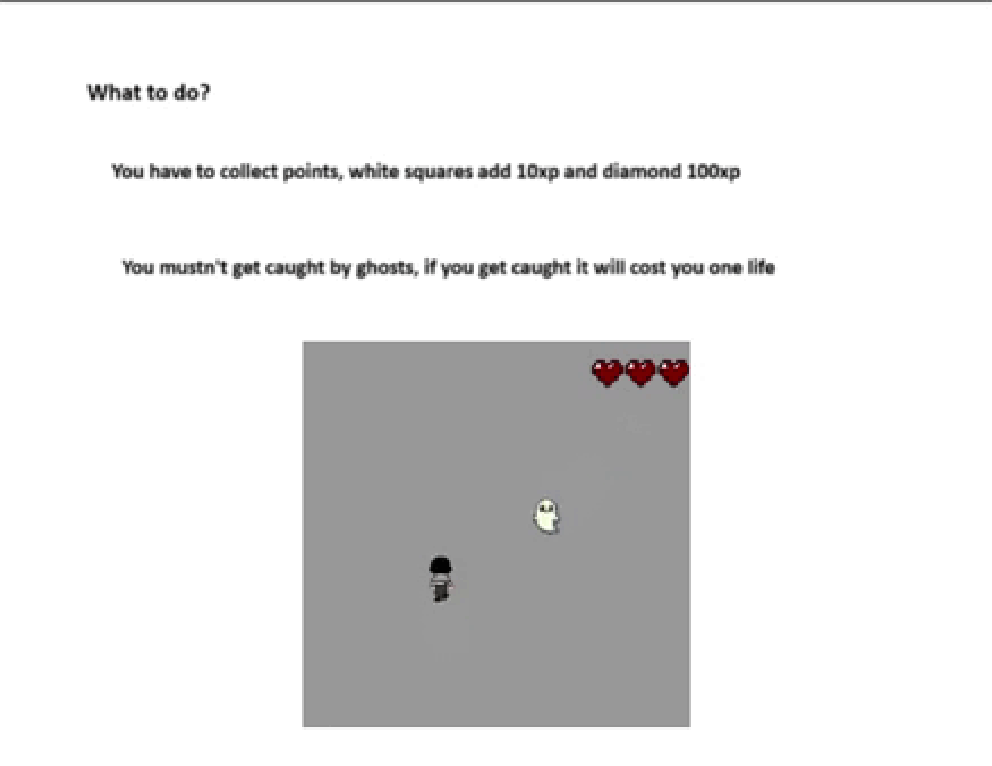 What to do?
You have to collect points, white squares add 10xp and diamond 100xp
You mustn't get caught by ghosts, if you get caught it will cost you one life